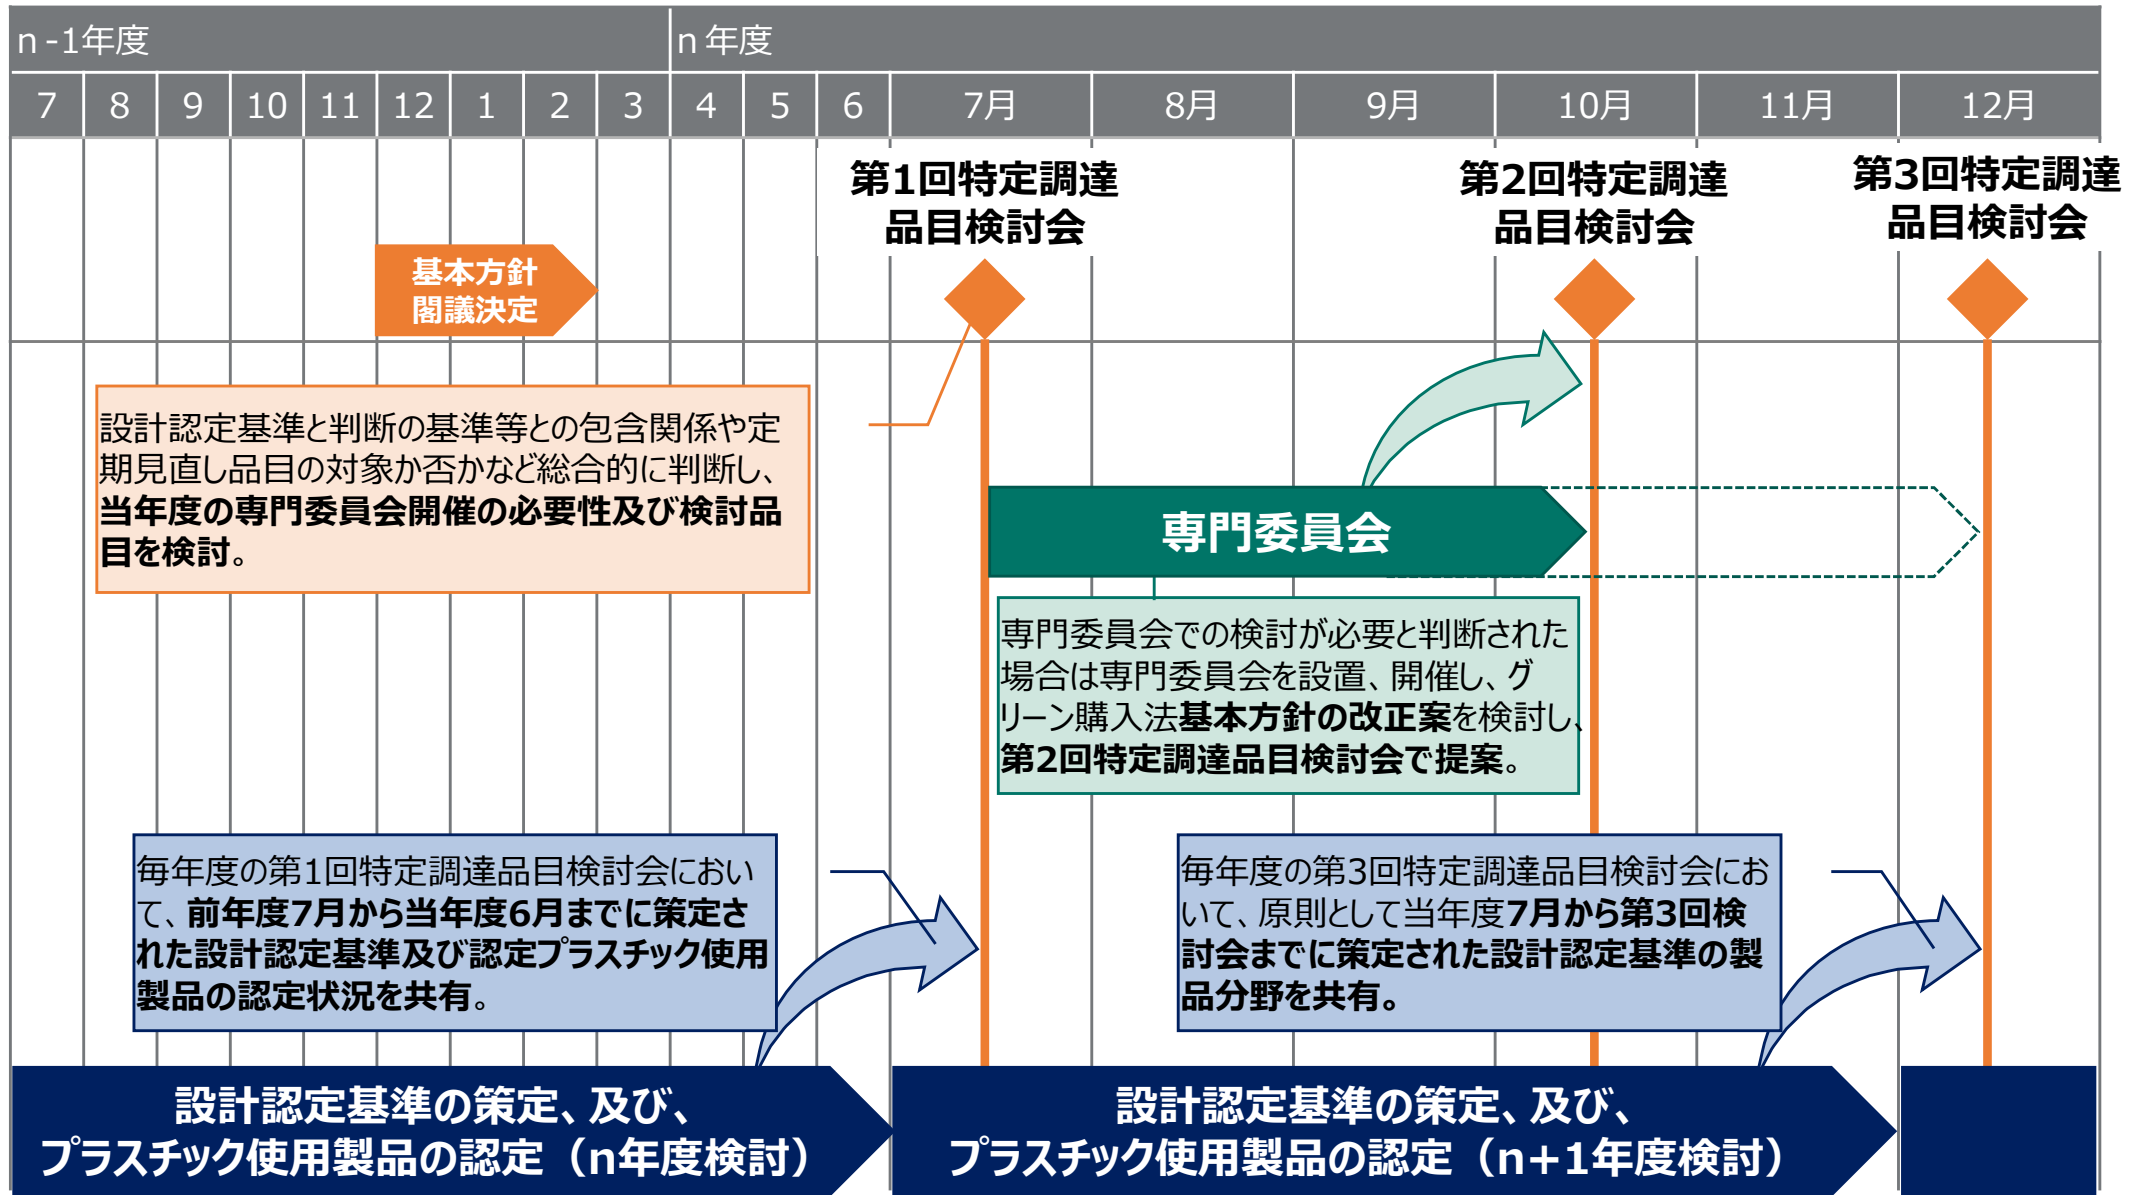 n-1年度
n年度
7 8 9 10 11 12 1 2 3 4 5 6 7月 8月 9月 10月 11月 12月
第1回特定調達
品目検討会
第2回特定調達
品目検討会
第3回特定調達
品目検討会
基本方針
閣議決定
設計認定基準と判断の基準等との包含関係や定
期見直し品目の対象か否かなど総合的に判断し、
当年度の専門委員会開催の必要性及び検討品
目を検討。
専門委員会
専門委員会での検討が必要と判断された
場合は専門委員会を設置、開催し、グ
リーン購入法基本方針の改正案を検討し、
第2回特定調達品目検討会で提案。
毎年度の第1回特定調達品目検討会におい
て、前年度7月から当年度6月までに策定さ
れた設計認定基準及び認定プラスチック使用
製品の認定状況を共有。
毎年度の第3回特定調達品目検討会にお
いて、原則として当年度7月から第3回検
討会までに策定された設計認定基準の製
品分野を共有。
設計認定基準の策定、及び、
プラスチック使用製品の認定（n年度検討）
設計認定基準の策定、及び、
プラスチック使用製品の認定（n+1年度検討）